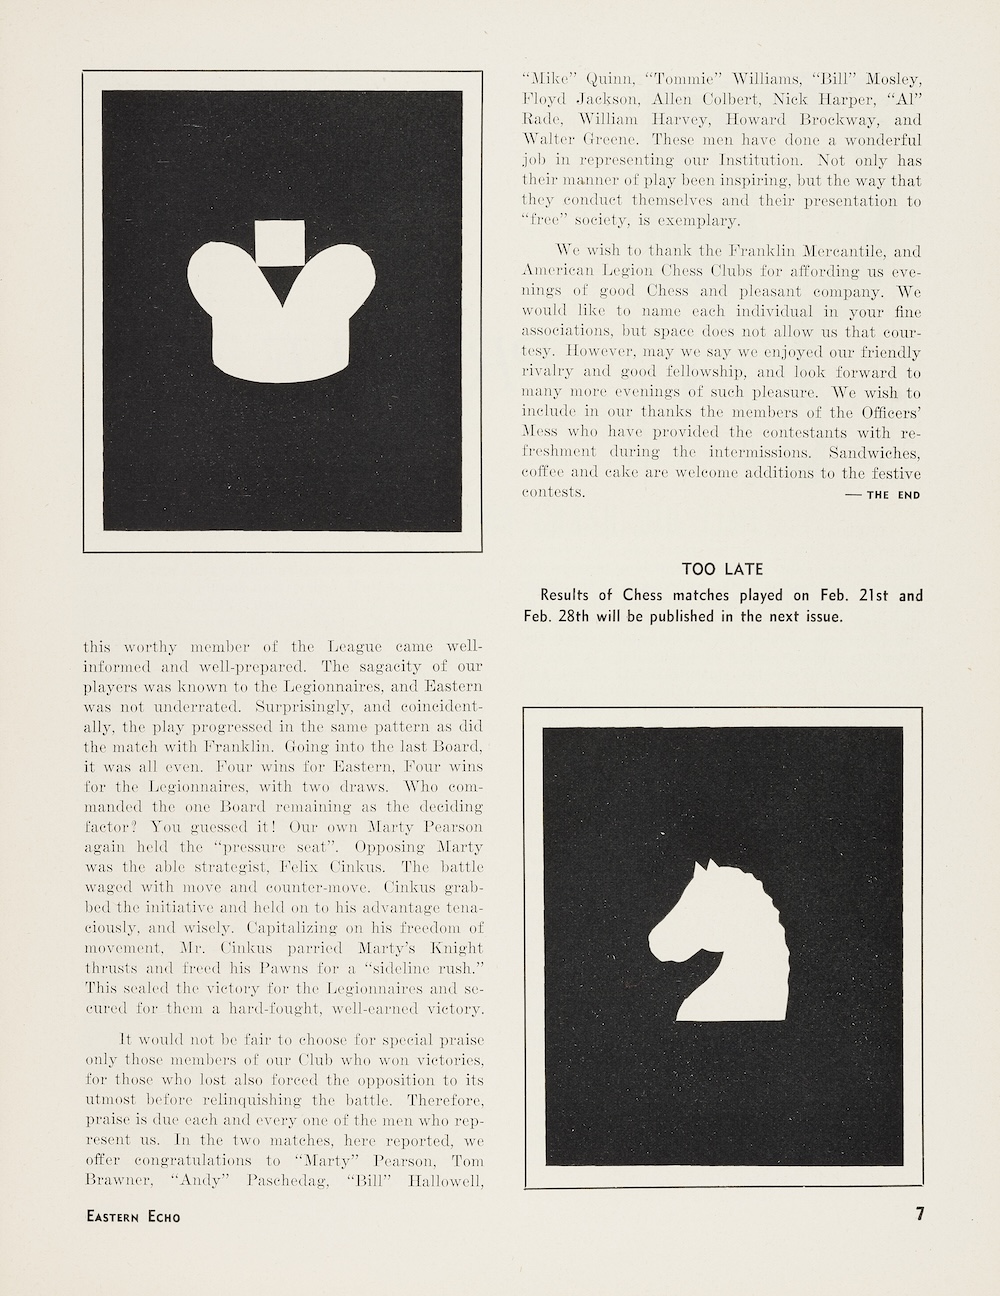 this worthy member of the League came well-
informed and well-prepared. The sagacity of our
players was known to the Legionnaires, and Eastern
was not underrated. Surprisingly, and coincident-
ally, the play progressed in the same pattern as did
the match with Franklin. Going into the last Board,
it was all even. Four wins for Eastern, Four wins
for the Legionnaires, with two draws. Who com-
manded the one Board remaining as the deciding
factor? You guessed it! Our own Marty Pearson
again held the “pressure seat”. Opposing Marty
was the able strategist, Felix Cinkus. The battle
waged with move and counter-move. Cinkus grab-
bed the initiative and held on to his advantage tena-
ciously, and wisely. Capitalizing on his freedom of
movement, Mr. Cinkus parried Marty’s Knight
thrusts and freed his Pawns for a “sideline rush.”
This sealed the victory for the Legionnaires and se-
cured for them a hard-fought, well-earned victory.
It would not be fair to choose for special praise
only those members of our Club who won victories,
for those who lost also forced the opposition to its
utmost before relinquishing the battle. Therefore,
praise is due each and every one of the men who rep-
resent us. In the two matches, here reported, we
offer congratulations to “Marty” Pearson, Tom
Brawner, “Andy” Paschedag, “Bill” Hallowell,
“Mike” Quinn, “Tommie” Williams, “Bill” Mosley,
Floyd Jackson, Allen Colbert, Nick Harper, “Al”
Rade, William Harvey, Howard Brockway, and
Walter Greene. These men have done a wonderful
job in representing our Institution. Not only has
their manner of play been inspiring, but the way that
they conduct themselves and their presentation to
“free” society, is exemplary.
We wish to thank the Franklin Mercantile, and
American Legion Chess Clubs for affording us eve-
nings of good Chess and pleasant company. We
would like to name each individual in your fine
associations, but space does not allow us that cour-
tesy. However, may we say we enjoyed our friendly
rivalry and good fellowship, and look forward to
many more evenings of such pleasure. We wish to
include in our thanks the members of the Officers’
Mess who have provided the contestants with re-
freshment during the intermissions. Sandwiches,
coffee and cake are welcome additions to the festive
contests. — THE END
TOO LATE
Results of Chess matches played on Feb. 21st and
Feb. 28th will be published in the next issue.
EASTERN ECHO 7